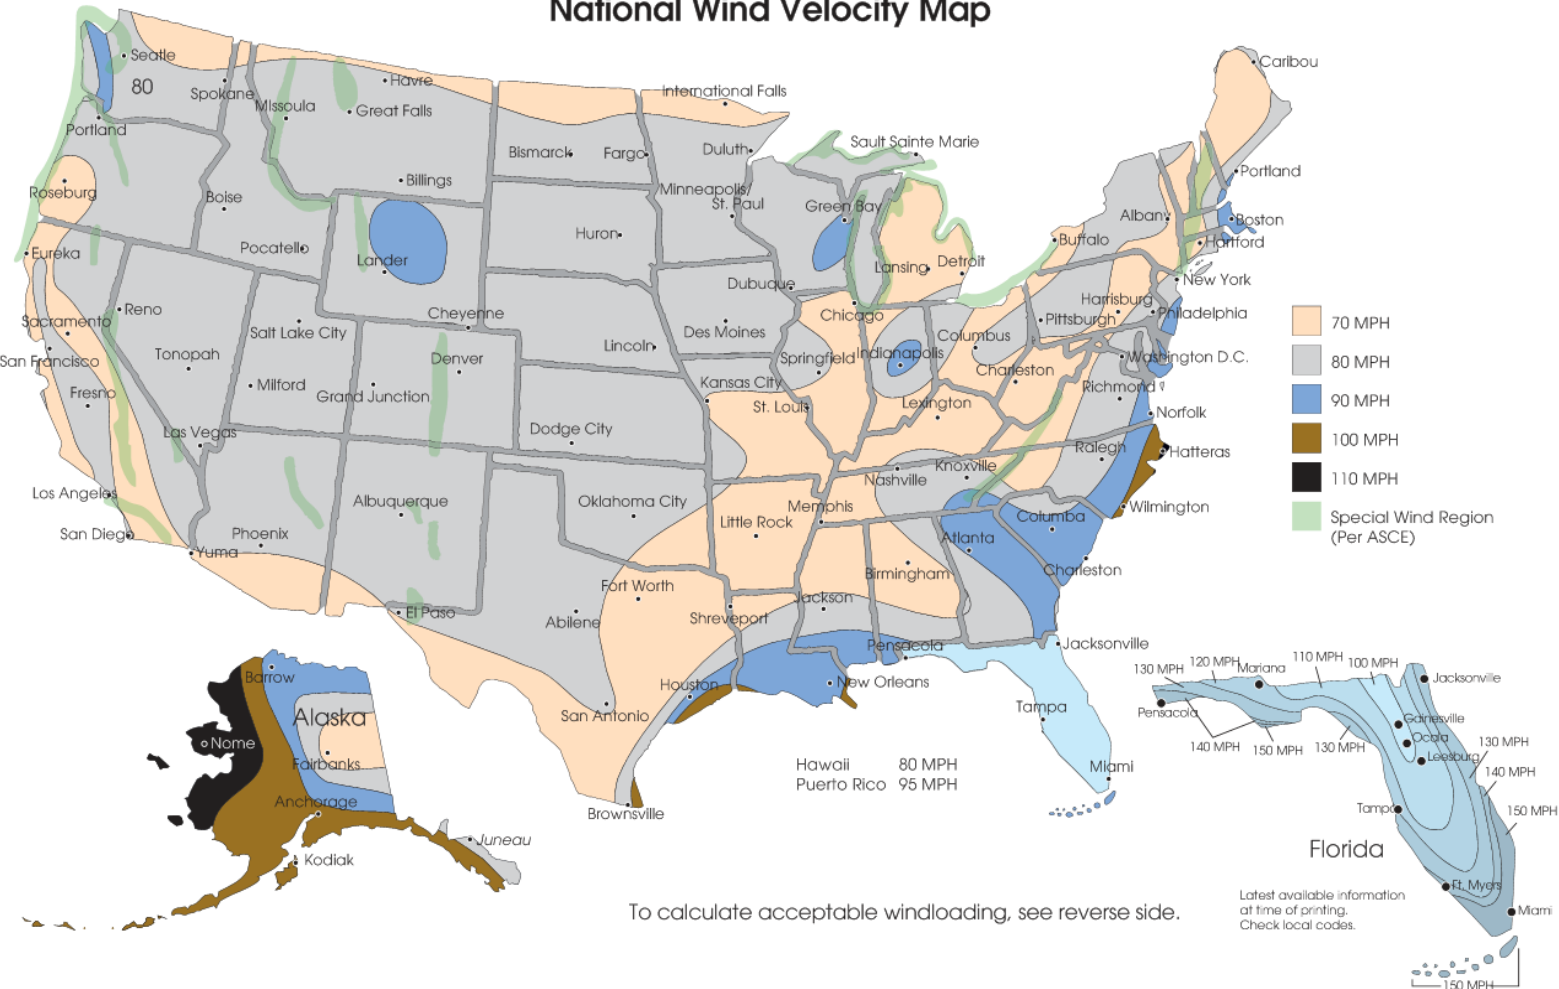 National Wind Velocity Map
Seatle
80
Spokane
Portland
Missoula
Havre
Great Falls
Billings
Roseburg
Boise
Pocatello
Eureka
Lander
Bismarck
Fargo
International Falls
Duluth
Minneapolis/
St. Paul
Huron
Sault Sainte Marie
Green Bay
Lansing
Detroit
Caribou
Portland
Albany
Boston
Hartford
Buffalo
New York
Reno
Sacramento
San Francisco
Fresno
Tonopah
Salt Lake City
Milford
Grand Junction
Cheyenne
Denver
Lincoln
Dubuque
Des Moines
Chicago
Springfield
Indianapolis
Columbus
Pittsburgh
Harrisburg
Philadelphia
Washington D.C.
Charleston
Richmond
Norfolk
Kansas City
St. Louis
Lexington
Las Vegas
Dodge City
Los Angeles
San Diego
Yuma
Phoenix
Albuquerque
Oklahoma City
Little Rock
Memphis
Nashville
Knoxville
Ralegh
Hatteras
Wilmington
Columba
Atlanta
Charleston
Birmingham
El Paso
Fort Worth
Abilene
Shreveport
Jackson
Pensacola
Jacksonville
Houston
New Orleans
San Antonio
Tampa
Miami
Brownsville
70 MPH
80 MPH
90 MPH
100 MPH
110 MPH
Special Wind Region
(Per ASCE)
Barrow
Alaska
Nome
Fairbanks
Anchorage
Juneau
Kodiak
Hawaii 80 MPH
Puerto Rico 95 MPH
130 MPH
120 MPH
Mariana
110 MPH
100 MPH
Jacksonville
Pensacola
140 MPH
150 MPH
130 MPH
Gainesville
Ocala
Leesburg
130 MPH
140 MPH
150 MPH
Tampa
Florida
Ft. Myers
Miami
150 MPH
Latest available information
at time of printing.
Check local codes.
To calculate acceptable windloading, see reverse side.